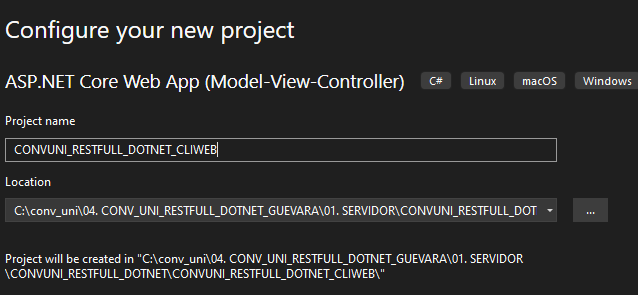 Configure your new project
ASP.NET Core Web App (Model-View-Controller) C# Linux macOS Windows
Project name
CONVUNI_RESTFULL_DOTNET_CLIWEB
Location
C:\conv_uni\04. CONV_UNI_RESTFULL_DOTNET_GUEVARA\01. SERVIDOR\CONVUNI_RESTFULL_DOT ...
Project will be created in "C:\conv_uni\04. CONV_UNI_RESTFULL_DOTNET_GUEVARA\01. SERVIDOR
\CONVUNI_RESTFULL_DOTNET\CONVUNI_RESTFULL_DOTNET_CLIWEB\"